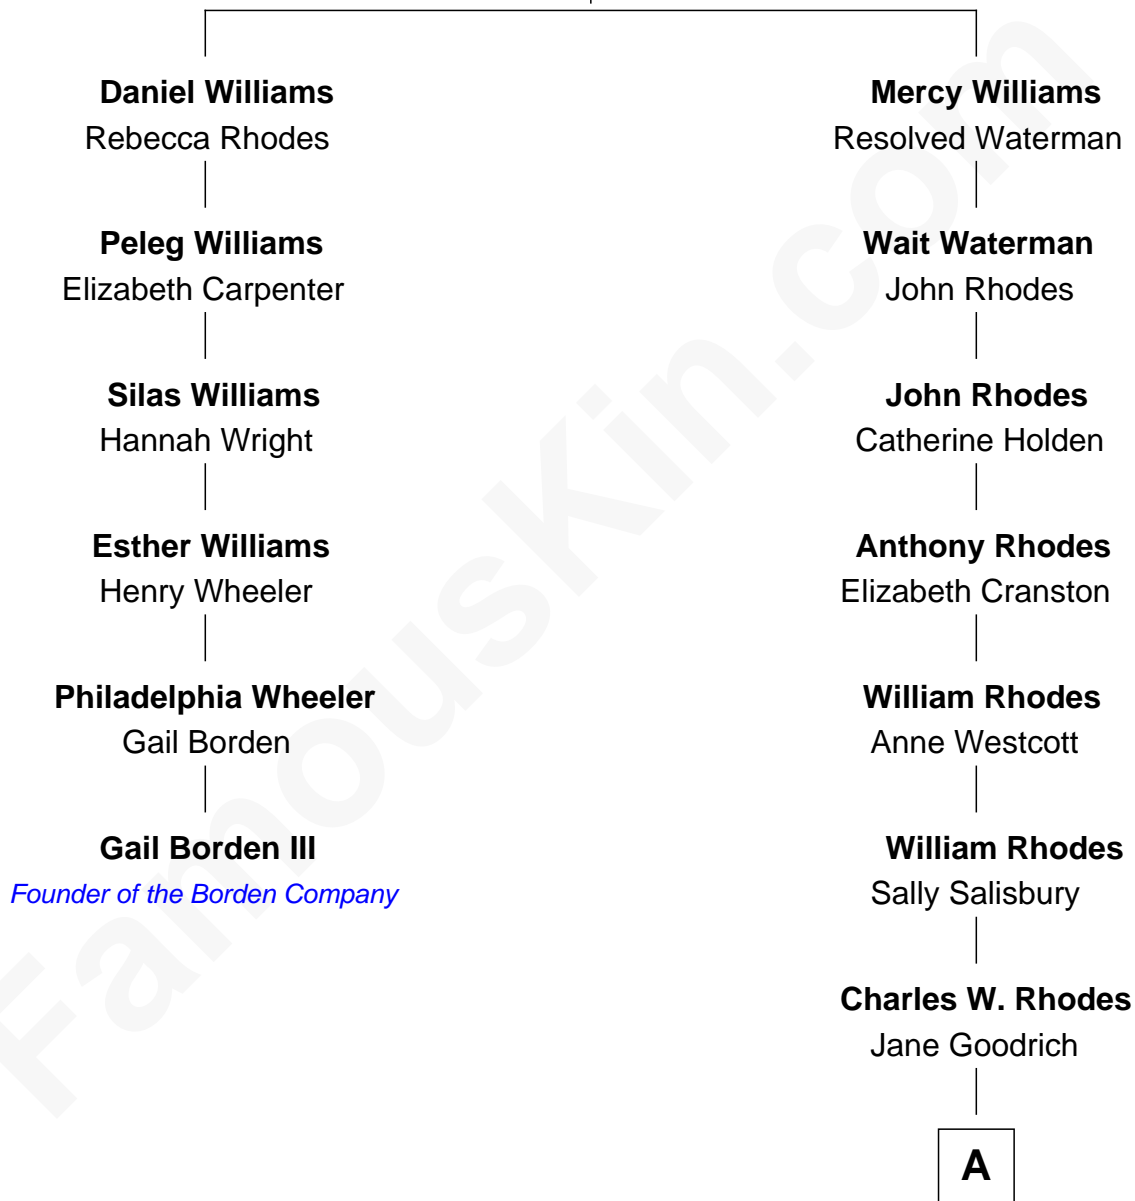 Daniel Williams
Rebecca Rhodes
Peleg Williams
Elizabeth Carpenter
Silas Williams
Hannah Wright
Esther Williams
Henry Wheeler
Philadelphia Wheeler
Gail Borden
Gail Borden III
Founder of the Borden Company
Mercy Williams
Resolved Waterman
Wait Waterman
John Rhodes
John Rhodes
Catherine Holden
Anthony Rhodes
Elizabeth Cranston
William Rhodes
Anne Westcott
William Rhodes
Sally Salisbury
Charles W. Rhodes
Jane Goodrich
A
FamousKin.com